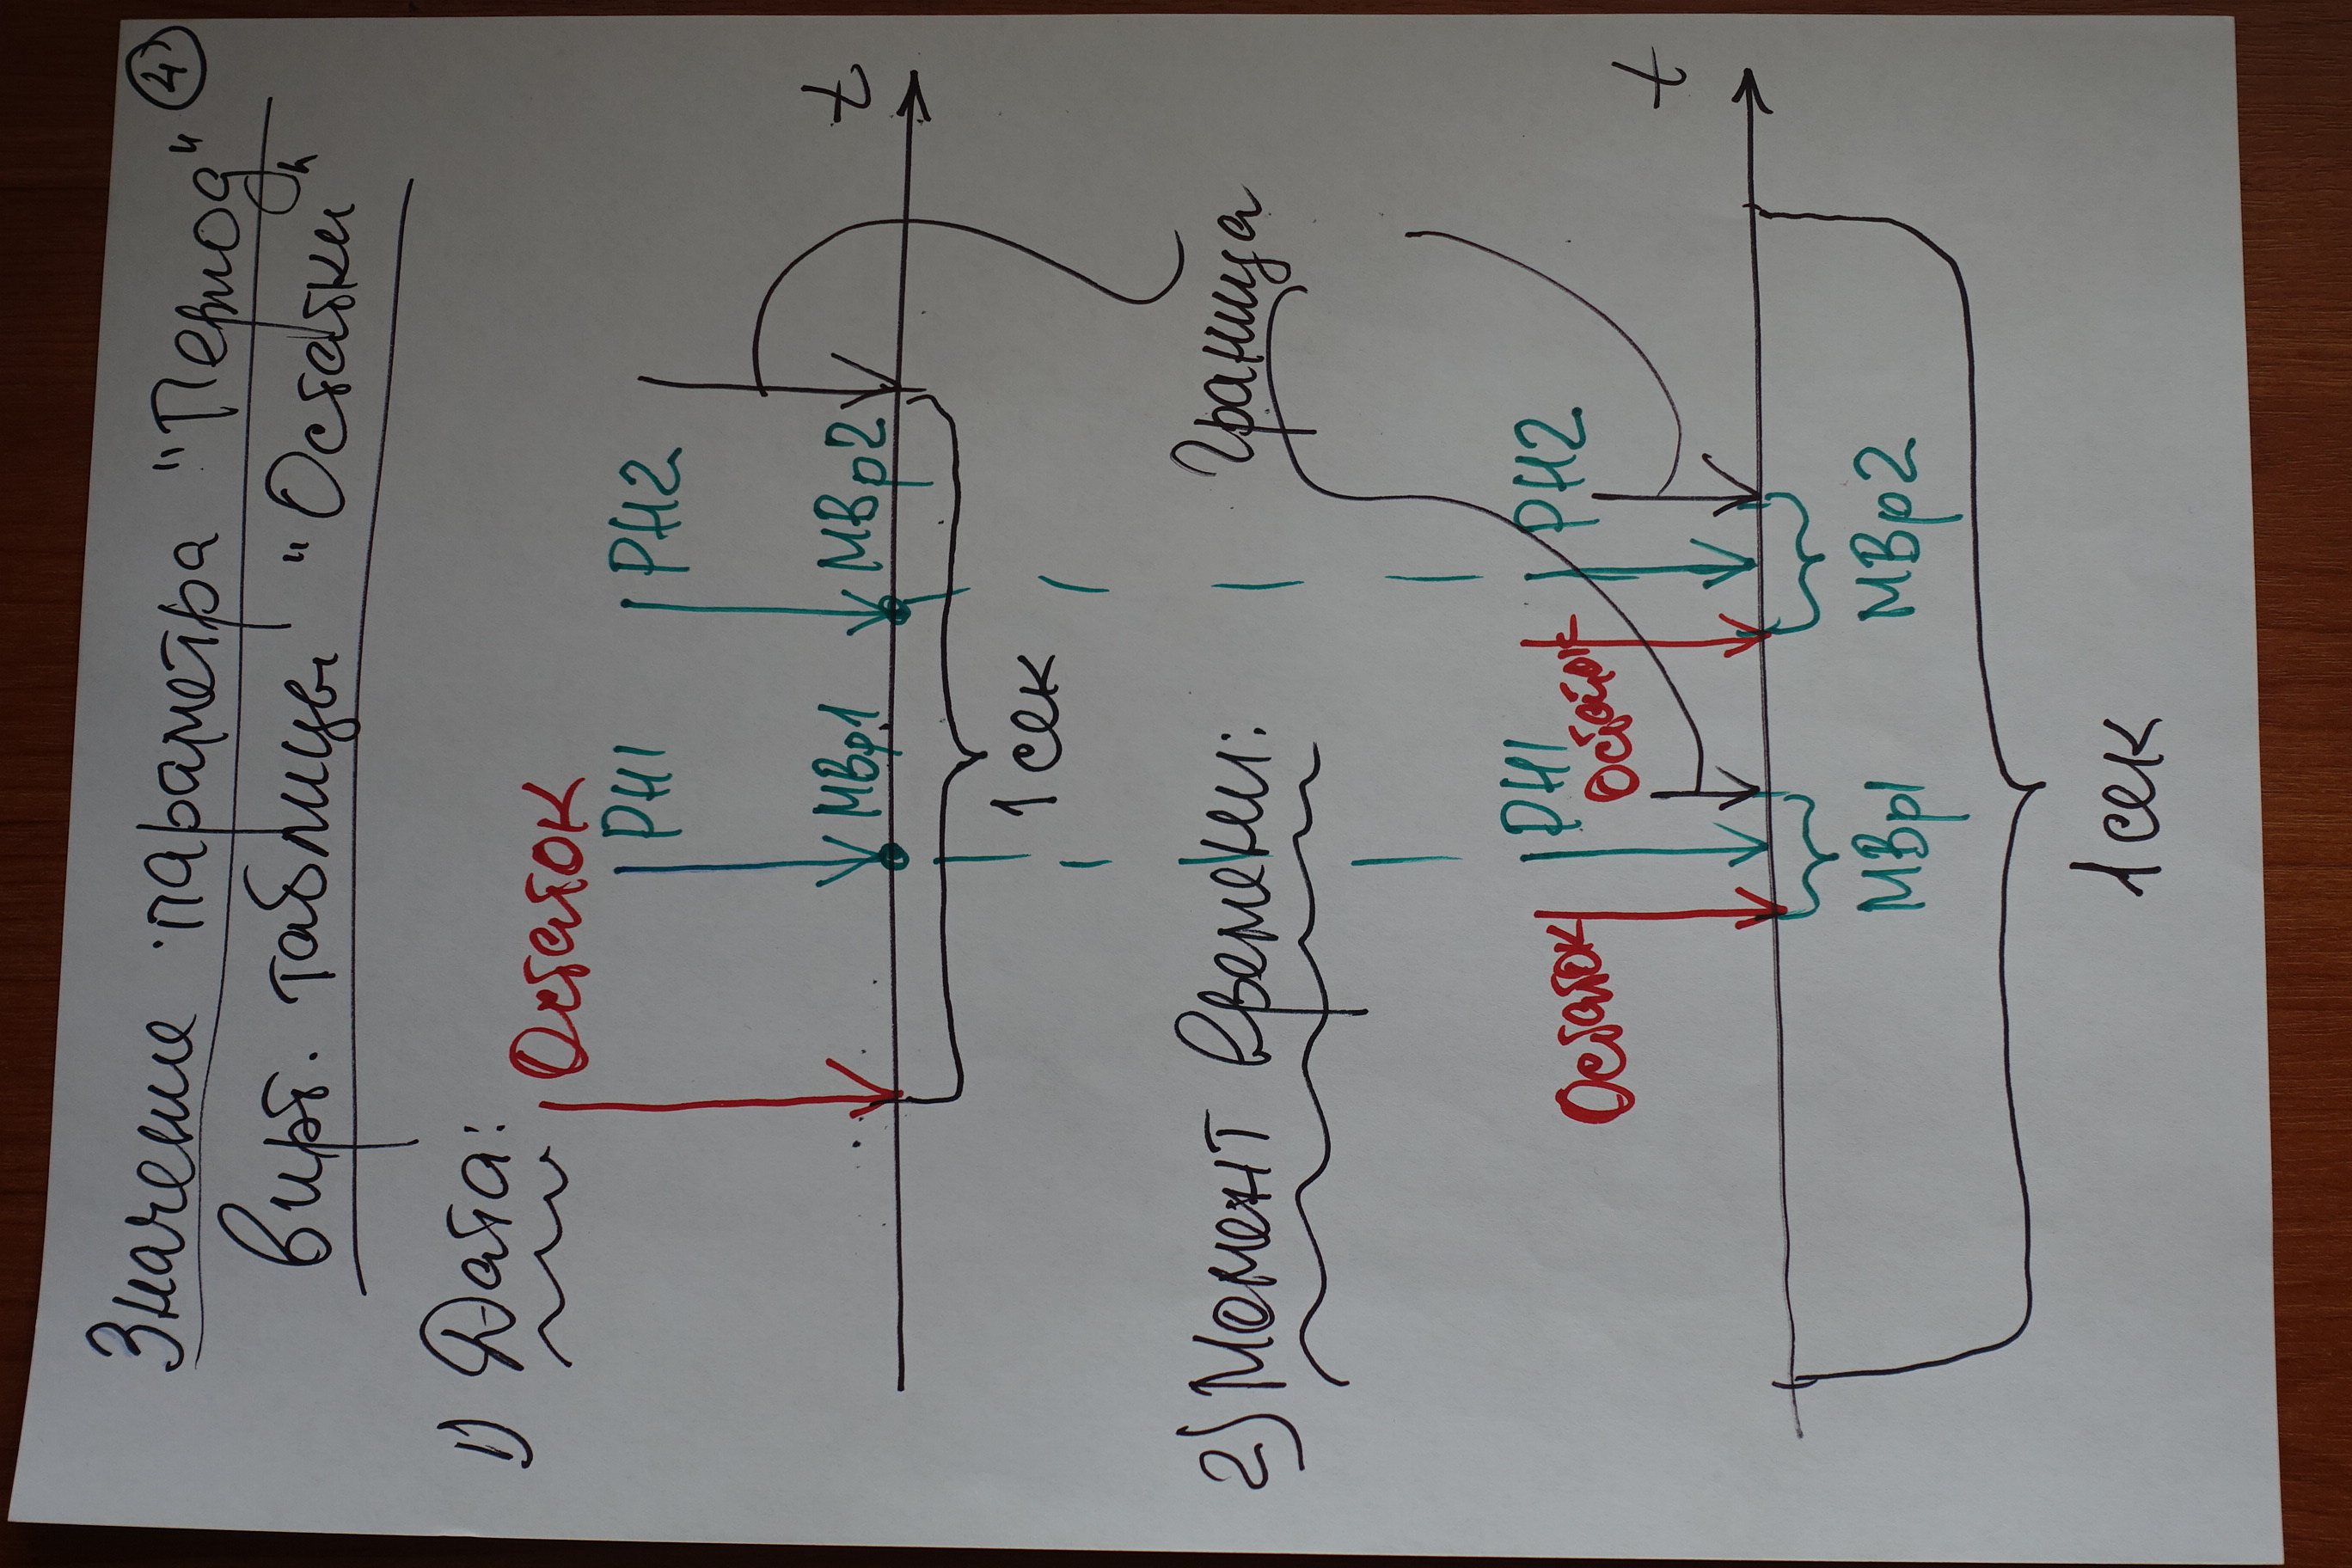 Значение параметра "Период" 4
вирт. таблицы "Остатки"
1) Дата:
Остаток
РН1 РН2
МВр1 МВр2 t
1 сек
2) Момент времени: Граница
Остаток РН1 Остаток РН2
t
МВр1 МВр2
1 сек